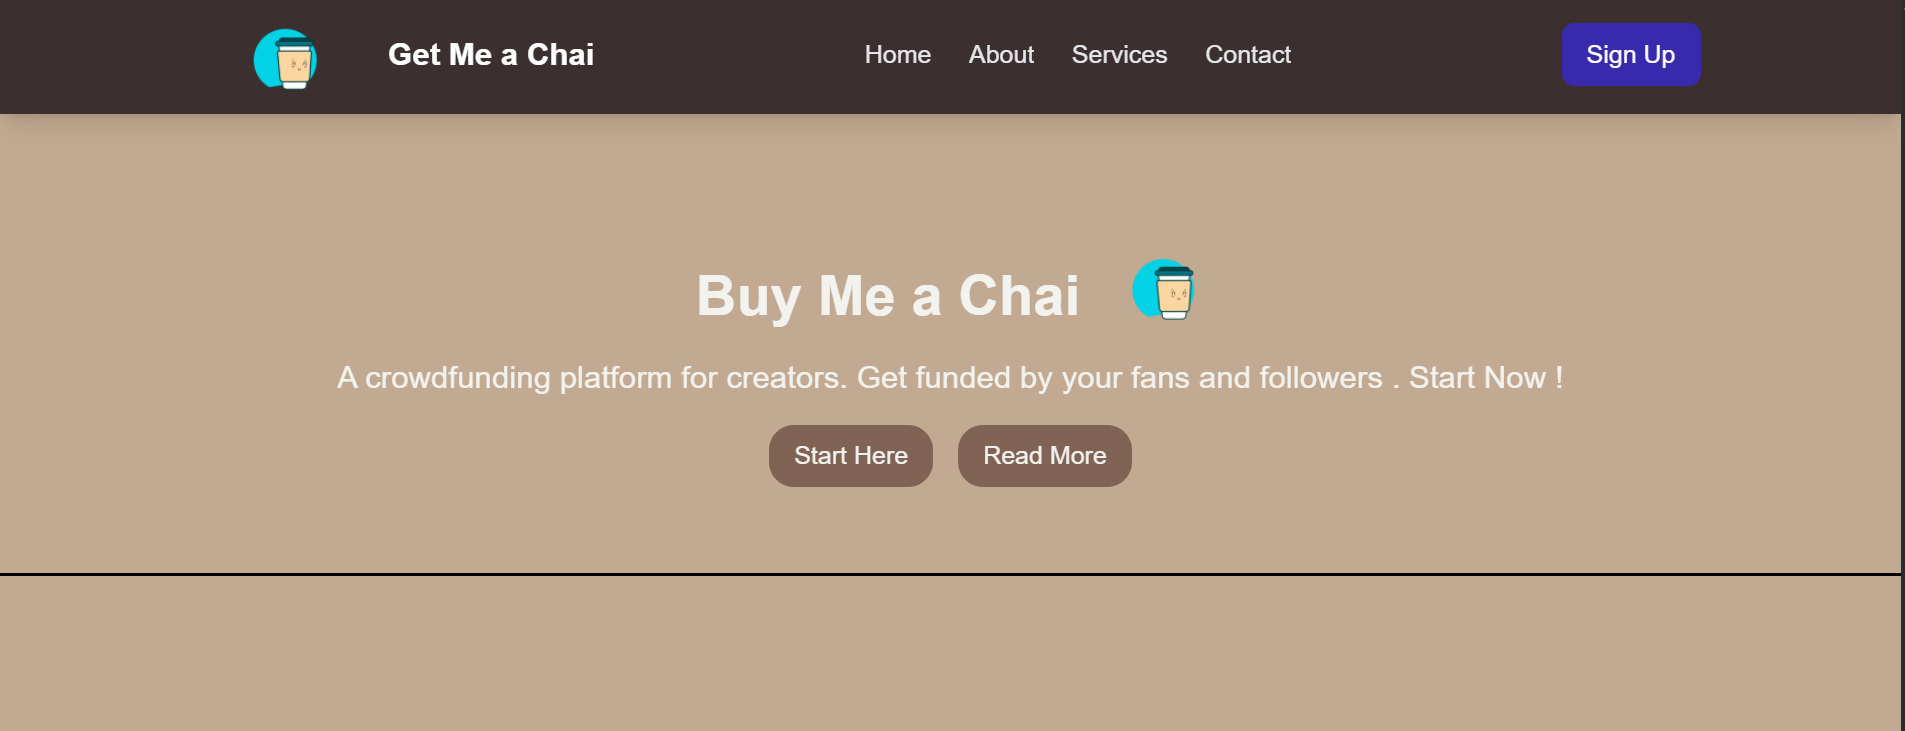 Get Me a Chai
Home About Services Contact
Sign Up
Buy Me a Chai
A crowdfunding platform for creators. Get funded by your fans and followers . Start Now !
Start Here
Read More